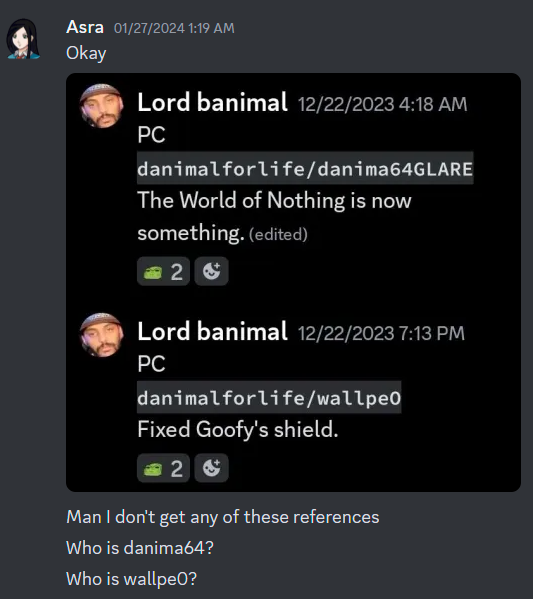 Asra 01/27/2024 1:19 AM
Okay
Lord banimal 12/22/2023 4:18 AM
PC
danimalforlife/danima64GLARE
The World of Nothing is now
something. (edited)
2
Lord banimal 12/22/2023 7:13 PM
PC
danimalforlife/wallpeO
Fixed Goofy's shield.
2
Man I don't get any of these references
Who is danima64?
Who is wallpe0?